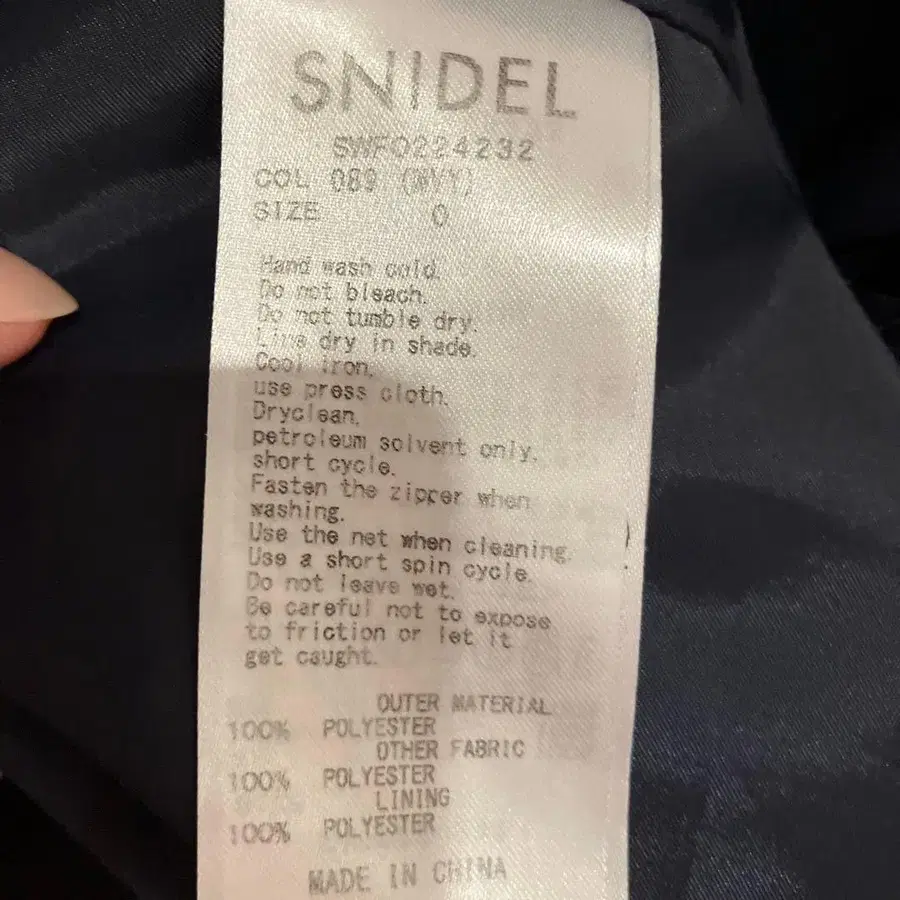 SNIDEL
SWFO224232
COL 089 (NVY)
SIZE 0
Hand wash cold.
Do not bleach.
Do not tumble dry.
Line dry in shade.
Cool iron.
use press cloth.
Dryclean.
petroleum solvent only.
short cycle.
Fasten the zipper when
washing.
Use the net when cleaning.
Use a short spin cycle.
Do not leave wet.
Be careful not to expose
to friction or let it
get caught.
OUTER MATERIAL
100% POLYESTER
OTHER FABRIC
100% POLYESTER
LINING
100% POLYESTER
MADE IN CHINA